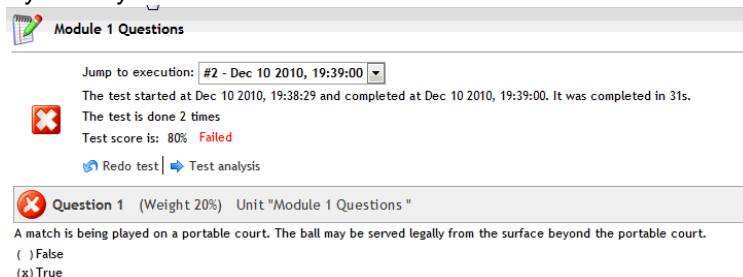 Module 1 Questions
Jump to execution: #2 - Dec 10 2010, 19:39:00
The test started at Dec 10 2010, 19:38:29 and completed at Dec 10 2010, 19:39:00. It was completed in 31s.
The test is done 2 times
Test score is: 80% Failed
Redo test | Test analysis
Question 1 (Weight 20%) Unit "Module 1 Questions "
A match is being played on a portable court. The ball may be served legally from the surface beyond the portable court.
( ) False
(x) True